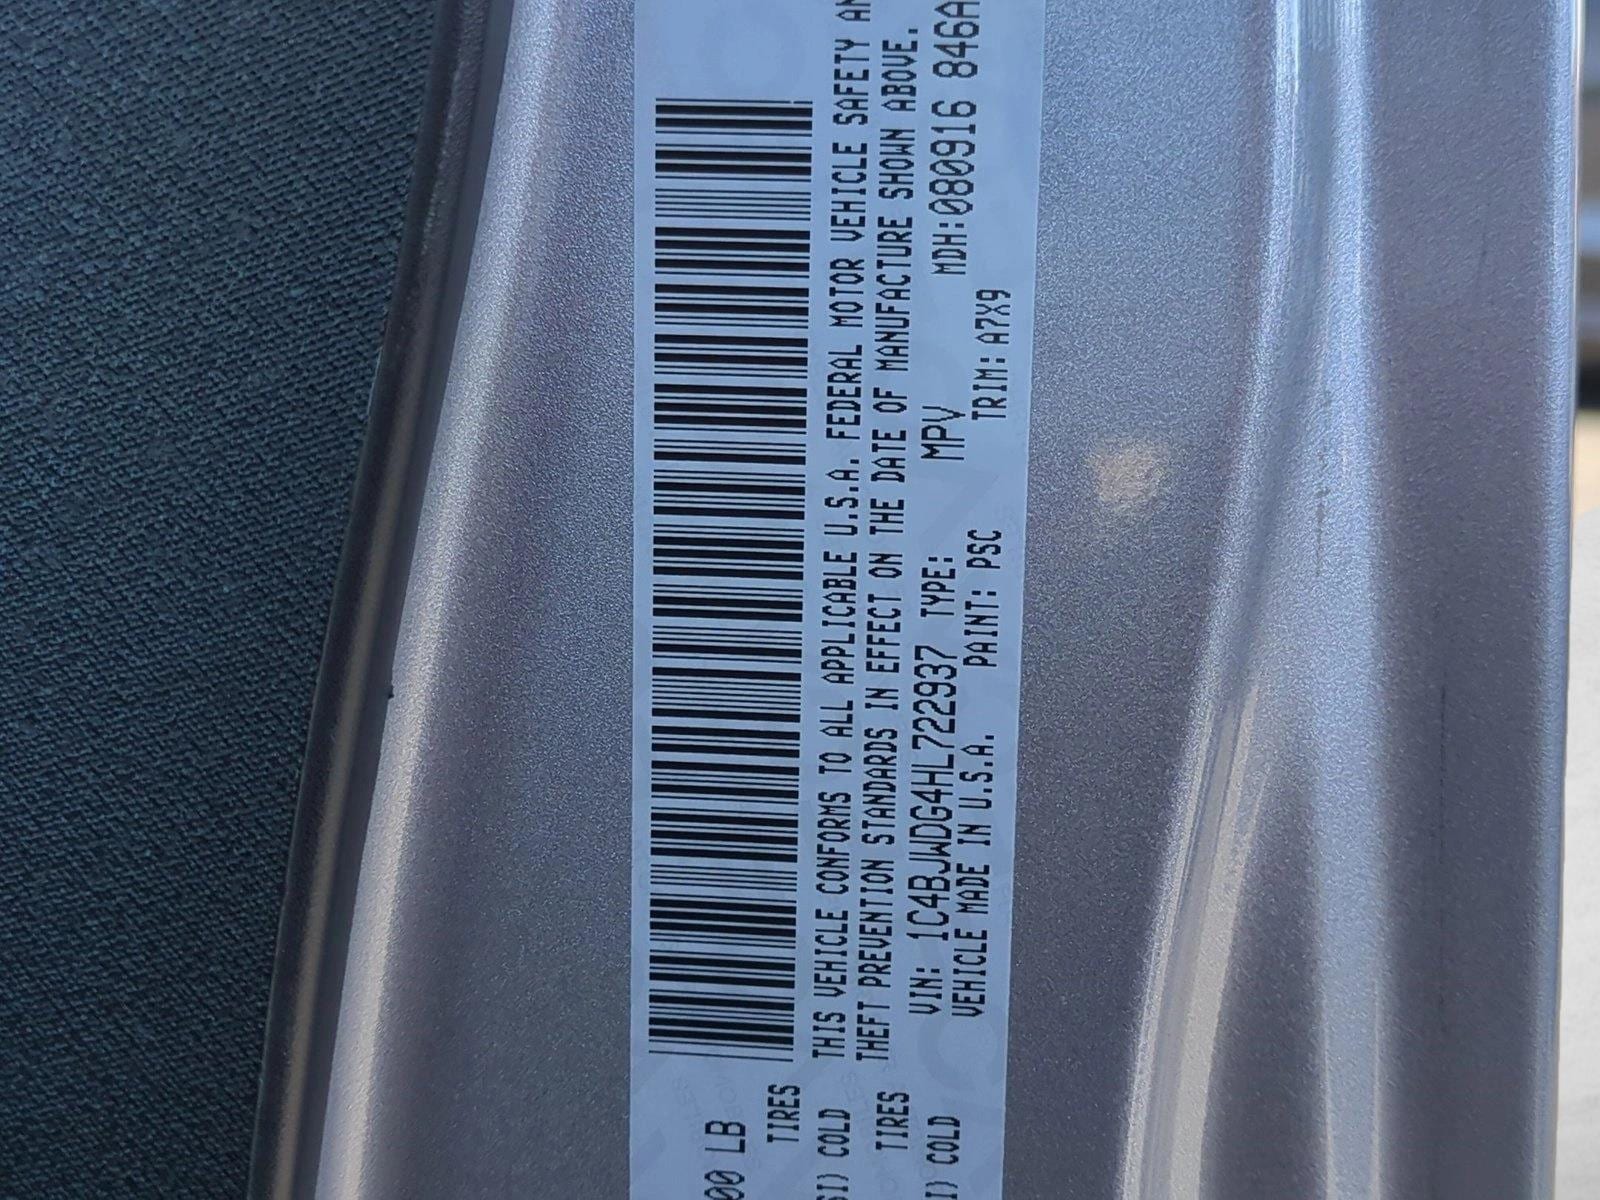 00 LB
TIRES
SI) COLD
TIRES
I) COLD
THIS VEHICLE CONFORMS TO ALL APPLICABLE U.S.A. FEDERAL MOTOR VEHICLE SAFETY AN
THEFT PREVENTION STANDARDS IN EFFECT ON THE DATE OF MANUFACTURE SHOWN ABOVE.
VIN: 1C4BJWDG4HL722937 TYPE: MPV MDH:080916 846A
VEHICLE MADE IN U.S.A. PAINT: PSC TRIM: A7X9